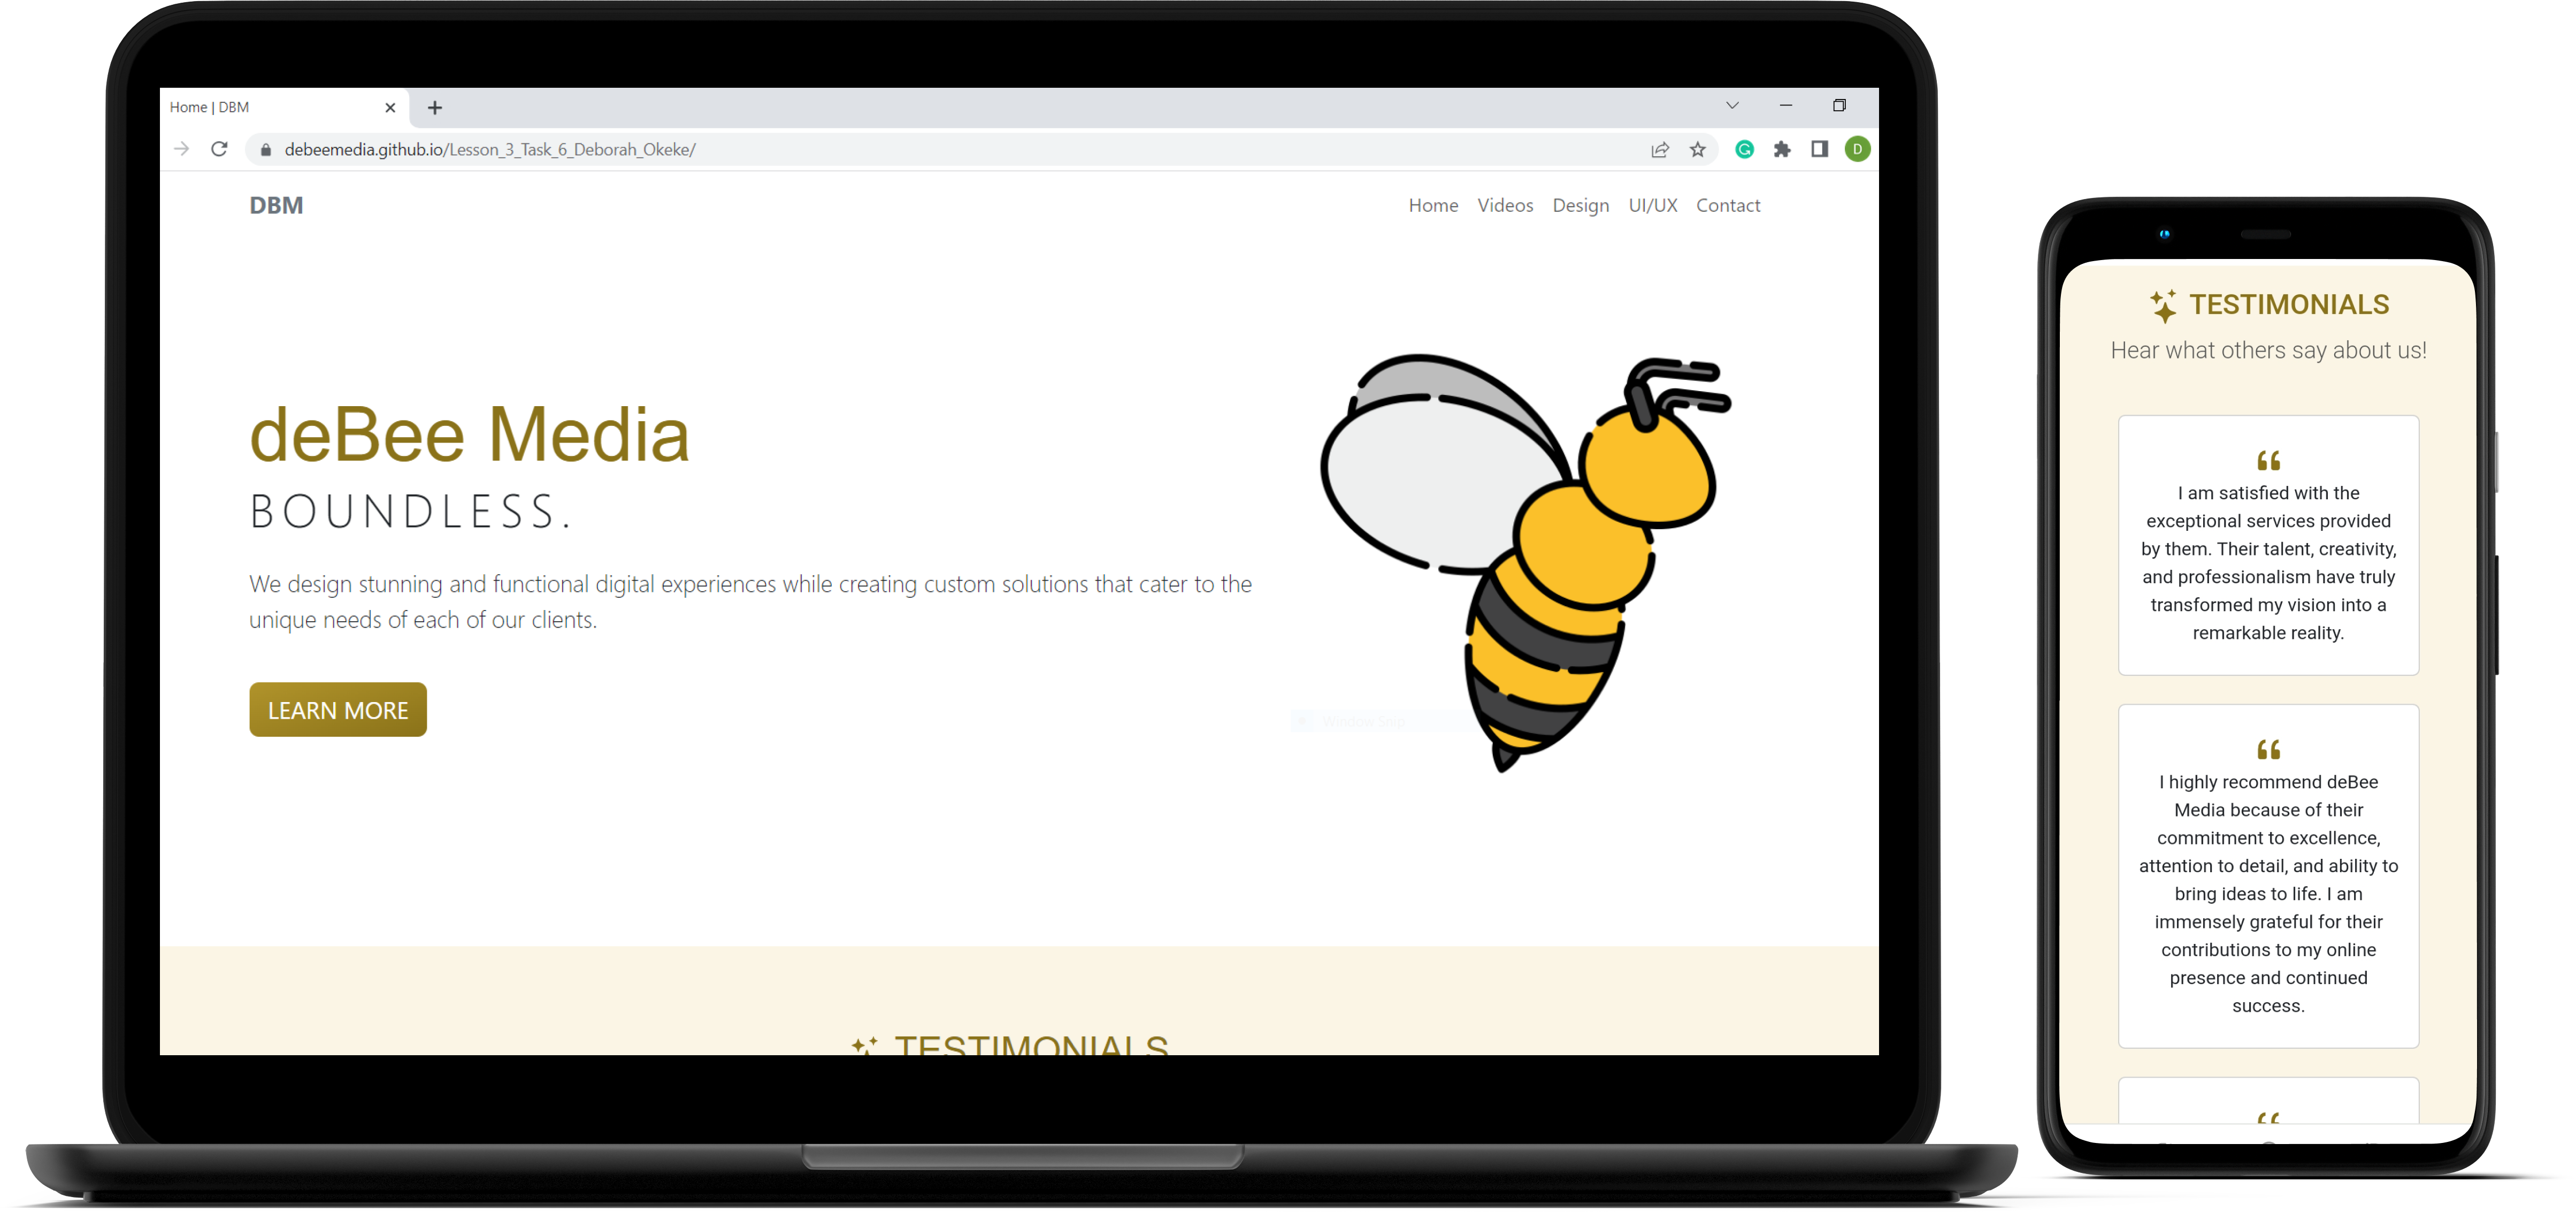 Home | DBM
debeemedia.github.io/Lesson_3_Task_6_Deborah_Okeke/
D
DBM
Home Videos Design UI/UX Contact
deBee Media
BOUNDLESS.
We design stunning and functional digital experiences while creating custom solutions that cater to the
unique needs of each of our clients.
LEARN MORE
Window Snip
TESTIMONIALS
TESTIMONIALS
Hear what others say about us!
“
I am satisfied with the
exceptional services provided
by them. Their talent, creativity,
and professionalism have truly
transformed my vision into a
remarkable reality.
“
I highly recommend deBee
Media because of their
commitment to excellence,
attention to detail, and ability to
bring ideas to life. I am
immensely grateful for their
contributions to my online
presence and continued
success.
“